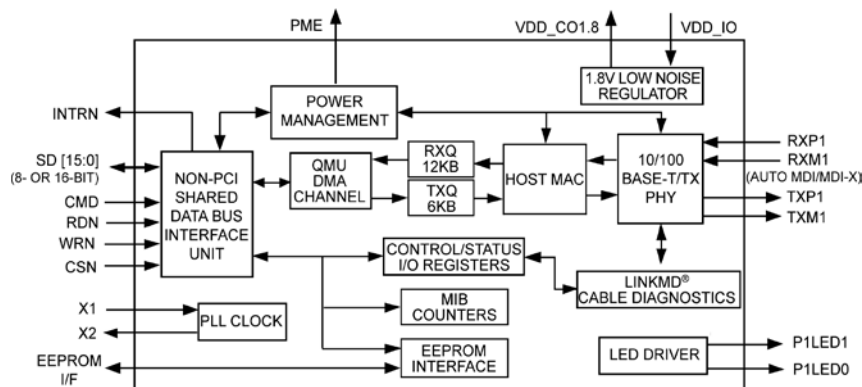 PME
VDD_CO1.8
VDD_IO
1.8V LOW NOISE
REGULATOR
POWER
MANAGEMENT
INTRN
SD [15:0]
(8- OR 16-BIT)
CMD
RDN
WRN
CSN
NON-PCI
SHARED
DATA BUS
INTERFACE
UNIT
QMU
DMA
CHANNEL
RXQ
12KB
TXQ
6KB
HOST MAC
10/100
BASE-T/TX
PHY
RXP1
RXM1
(AUTO MDI/MDI-X)
TXP1
TXM1
CONTROL/STATUS
I/O REGISTERS
LINKMD®
CABLE DIAGNOSTICS
X1
X2
PLL CLOCK
MIB
COUNTERS
EEPROM
I/F
EEPROM
INTERFACE
LED DRIVER
P1LED1
P1LED0